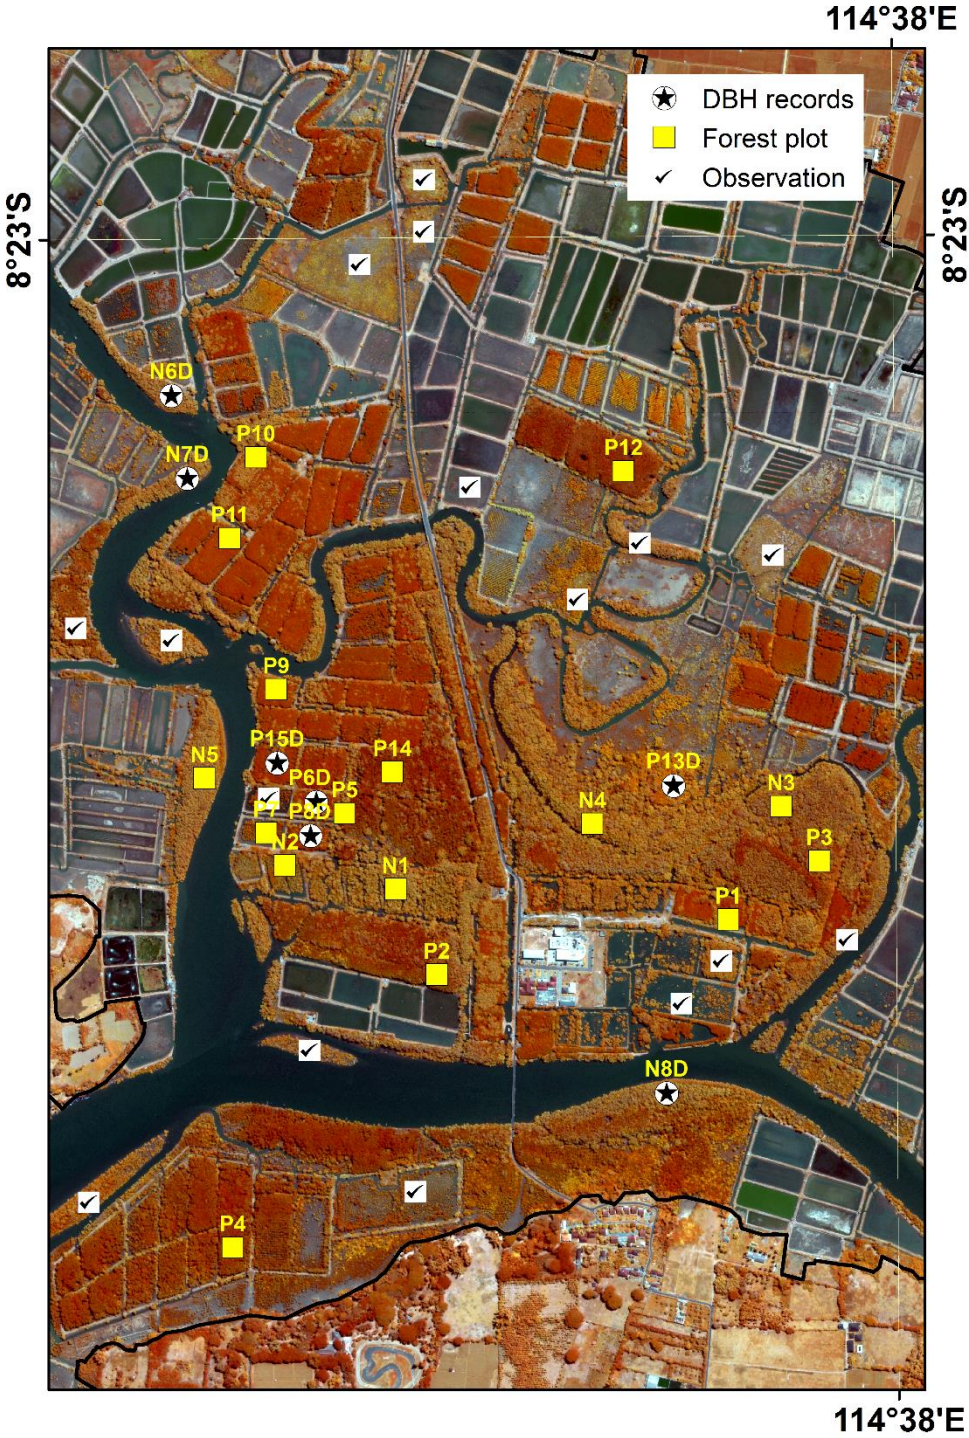 114°38'E
DBH records
Forest plot
Observation
8°23'S
8°23'S
N6D
P10
P12
N7D
P11
P9
P15D
P14
P13D
N5
P6D
P5
N3
N4
P7
P8D
N2
P3
N1
P1
P2
N8D
P4
114°38'E